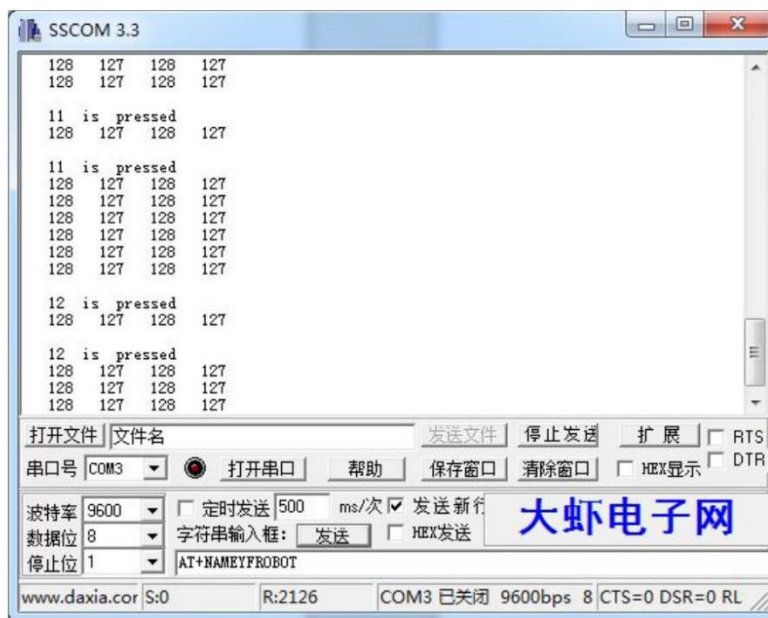 SSCOM 3.3
128 127 128 127
128 127 128 127
11 is pressed
128 127 128 127
11 is pressed
128 127 128 127
128 127 128 127
128 127 128 127
128 127 128 127
128 127 128 127
128 127 128 127
12 is pressed
128 127 128 127
12 is pressed
128 127 128 127
128 127 128 127
128 127 128 127
打开文件 文件名 发送文件 停止发送 扩展 RTS
串口号 COM3 打开串口 帮助 保存窗口 清除窗口 HEX显示 DTR
波特率 9600 定时发送 500 ms/次 发送新行 大虾电子网
数据位 8 字符串输入框: 发送 HEX发送
停止位 1 AT+NAMEYFROBOT
www.daxia.cor S:0 R:2126 COM3 已关闭 9600bps 8 CTS=0 DSR=0 RL